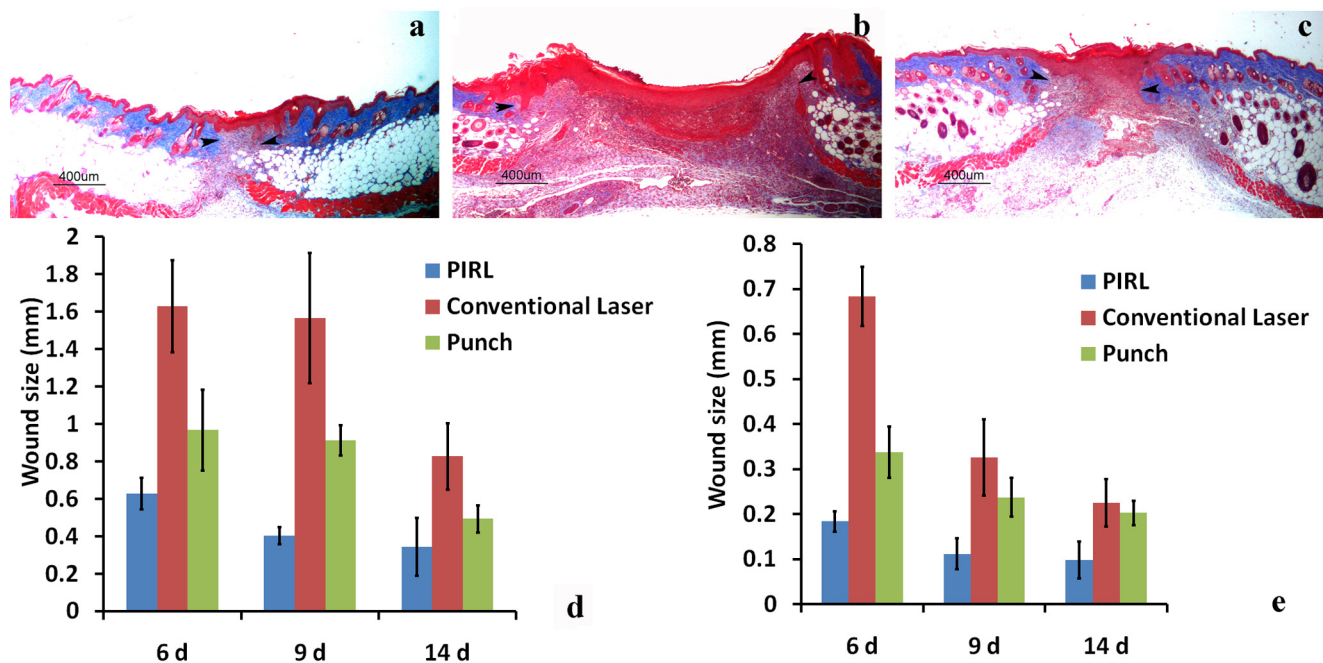 a
b
c
400um
400um
400um
Wound size (mm)
2
1.8
1.6
1.4
1.2
1
0.8
0.6
0.4
0.2
0
6 d
9 d
14 d
PIRL
Conventional Laser
Punch
d
Wound size (mm)
0.8
0.7
0.6
0.5
0.4
0.3
0.2
0.1
0
6 d
9 d
14 d
PIRL
Conventional Laser
Punch
e